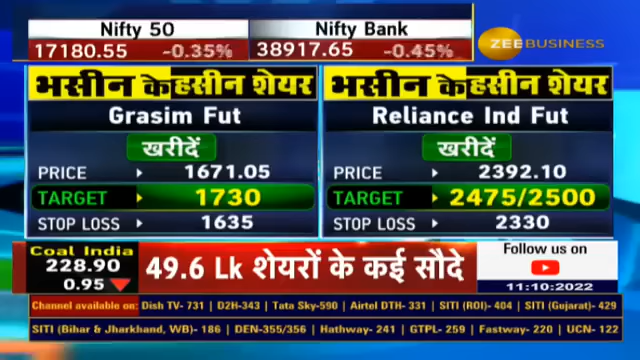 Nifty 50
17180.55 -0.35%
Nifty Bank
38917.65 -0.45%
ZEE BUSINESS
भसीन के हसीन शेयर
Grasim Fut
खरीदें
PRICE 1671.05
TARGET 1730
STOP LOSS 1635
भसीन के हसीन शेयर
Reliance Ind Fut
खरीदें
PRICE 2392.10
TARGET 2475/2500
STOP LOSS 2330
Coal India
228.90
0.95
49.6 Lk शेयरों के कई सौदे
Follow us on
11:10:2022
Channel available on: Dish TV- 731 | D2H-343 | Tata Sky-590 | Airtel DTH- 331 | SITI (ROI)- 404 | SITI (Gujarat)- 429
SITI (Bihar & Jharkhand, WB)- 186 | DEN-355/356 | Hathway- 241 | GTPL- 259 | Fastway- 220 | UCN- 122